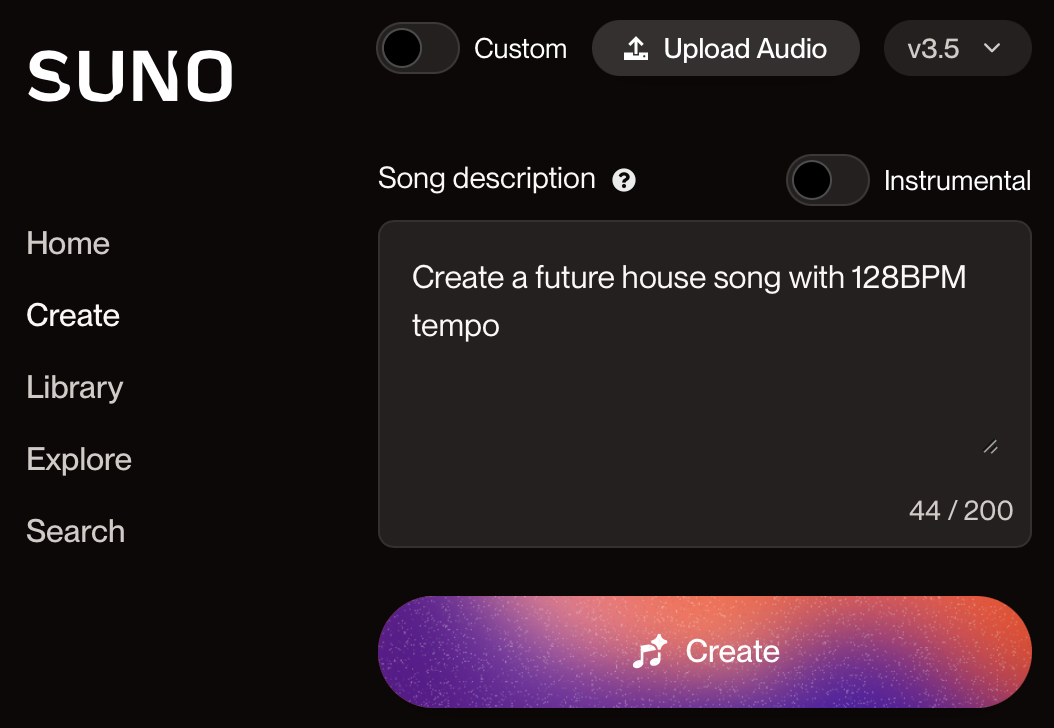 SUNO
Custom
Upload Audio
v3.5
Song description
?
Instrumental
Home
Create
Library
Explore
Search
Create a future house song with 128BPM
tempo
44 / 200
Create